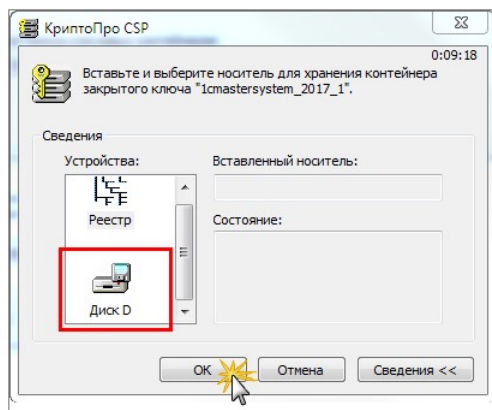 КриптоПро CSP
0:09:18
Вставьте и выберите носитель для хранения контейнера
закрытого ключа "1cmastersystem_2017_1".
Сведения
Устройства:
Вставленный носитель:
Реестр
Состояние:
Диск D
ОК
Отмена
Сведения <<